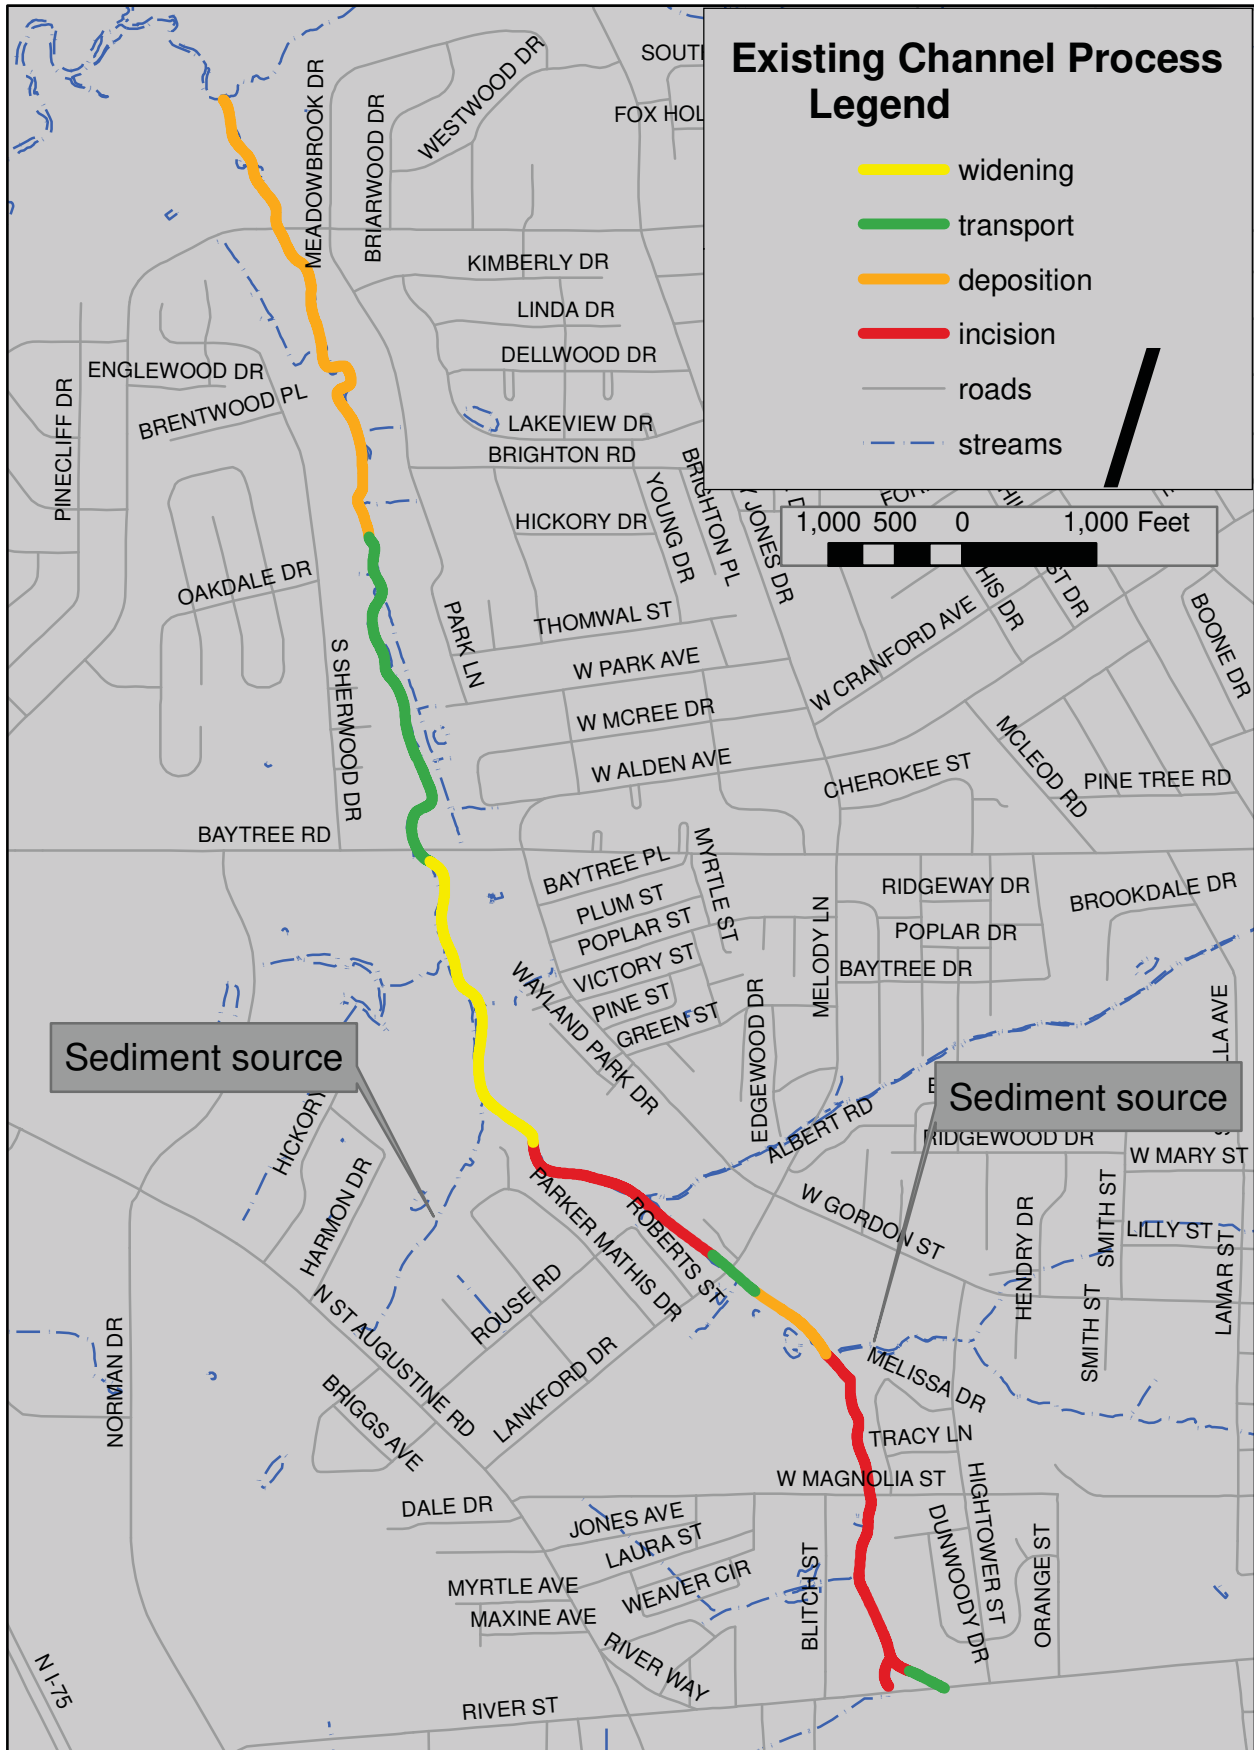 Existing Channel Process
Legend
widening
transport
deposition
incision
roads
streams
1,000 500 0 1,000 Feet
SOUTH
FOX HOL
WESTWOOD DR
MEADOWBROOK DR
BRIARWOOD DR
KIMBERLY DR
LINDA DR
DELLWOOD DR
ENGLEWOOD DR
BRENTWOOD PL
PINECLIFF DR
LAKEVIEW DR
BRIGHTON RD
YOUNG DR
BRIGHTON PL
Y JONES DR
HICKORY DR
OAKDALE DR
PARK LN
THOMWAL ST
W PARK AVE
W CRANFORD AVE
HIS DR
ST DR
BOONE DR
S SHERWOOD DR
W MCREE DR
W ALDEN AVE
CHEROKEE ST
MCLEOD RD
PINE TREE RD
BAYTREE RD
BAYTREE PL
MYRTLE ST
PLUM ST
POPLAR ST
VICTORY ST
PINE ST
GREEN ST
WAYLAND PARK DR
MELODY LN
RIDGEWAY DR
BROOKDALE DR
POPLAR DR
BAYTREE DR
EDGEWOOD DR
LLA AVE
Sediment source
Sediment source
ALBERT RD
RIDGEWOOD DR
W MARY ST
HICKORY
HARMON DR
PARKER MATHIS DR
ROBERTS ST
W GORDON ST
HENDRY DR
SMITH ST
LILLY ST
LAMAR ST
SMITH ST
NORMAN DR
N ST AUGUSTINE RD
ROUSE RD
LANKFORD DR
BRIGGS AVE
MELISSA DR
TRACY LN
W MAGNOLIA ST
DALE DR
JONES AVE
LAURA ST
WEAVER CIR
MYRTLE AVE
MAXINE AVE
BLITCH ST
DUNWOODY DR
HIGHTOWER ST
ORANGE ST
RIVER WAY
RIVER ST
N I-75